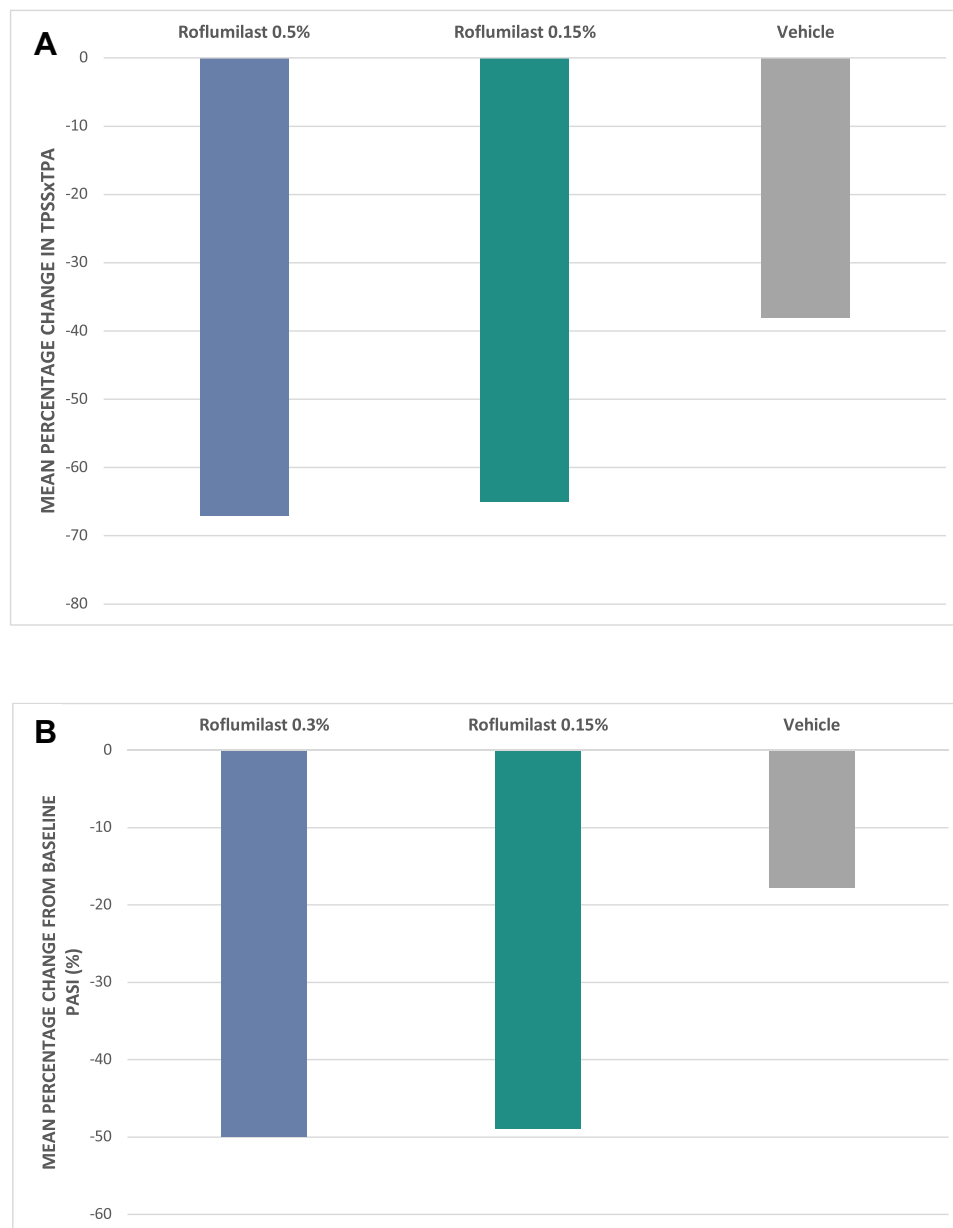 A
Roflumilast 0.5% Roflumilast 0.15% Vehicle
0
-10
-20
-30
-40
-50
-60
-70
-80
MEAN PERCENTAGE CHANGE IN TPSSxTPA
B
Roflumilast 0.3% Roflumilast 0.15% Vehicle
0
-10
-20
-30
-40
-50
-60
MEAN PERCENTAGE CHANGE FROM BASELINE
PASI (%)